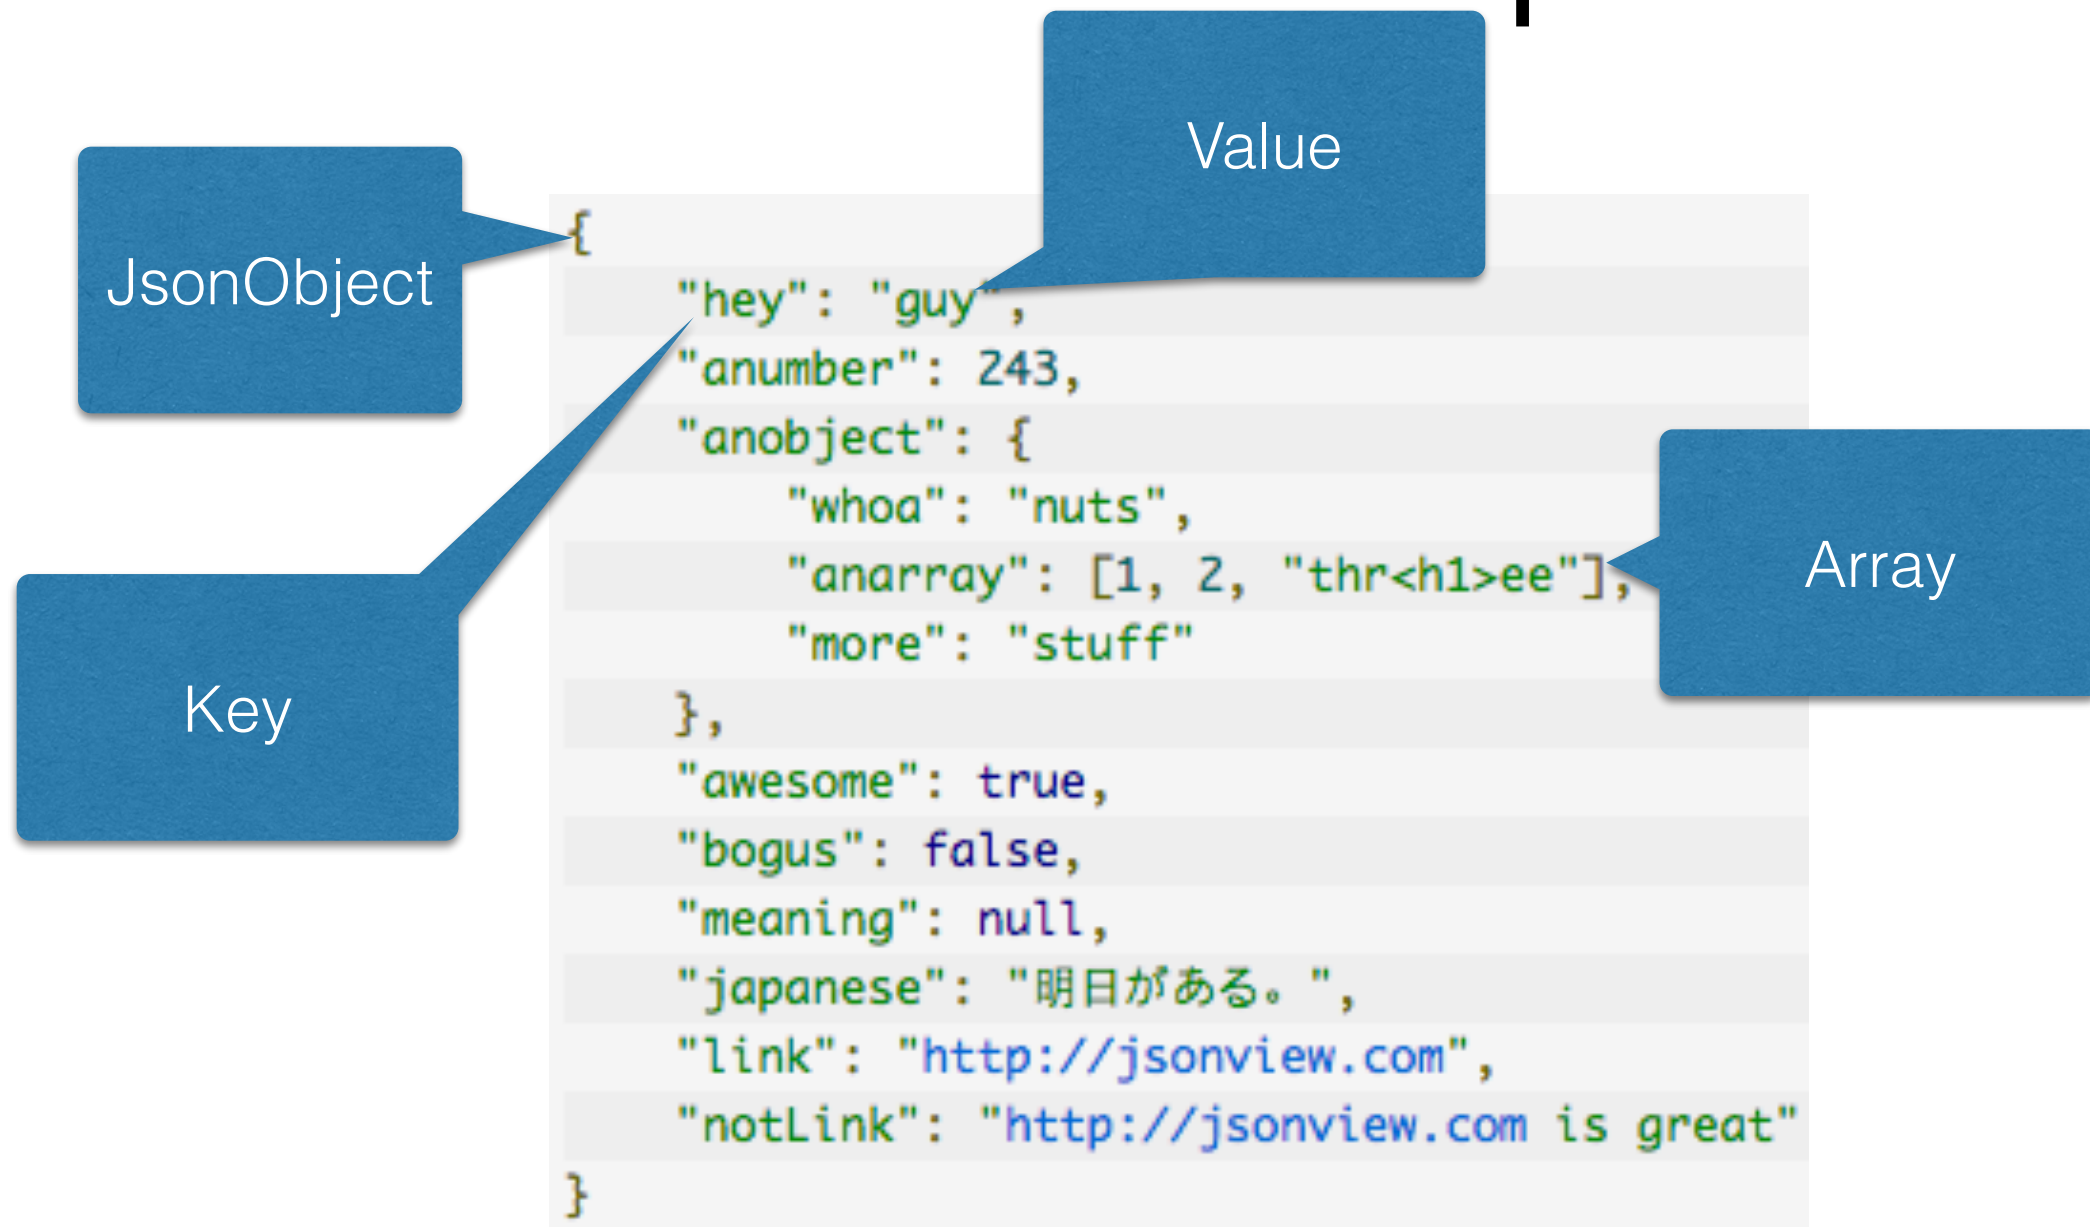 Value
JsonObject
{
"hey": "guy",
"anumber": 243,
"anobject": {
"whoa": "nuts",
"anarray": [1, 2, "thr<h1>ee"],
Array
"more": "stuff"
Key
},
"awesome": true,
"bogus": false,
"meaning": null,
"japanese": "明日がある。",
"link": "http://jsonview.com",
"notLink": "http://jsonview.com is great"
}